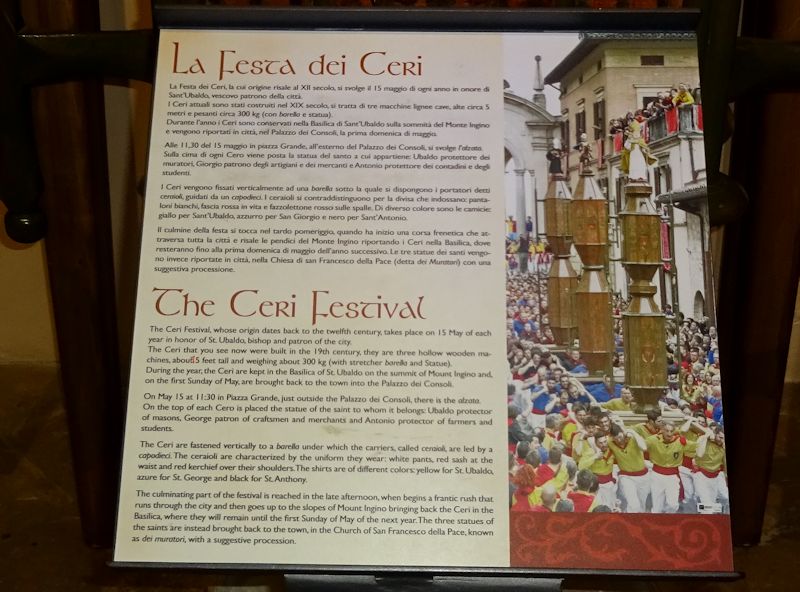 La Festa dei Ceri
La Festa dei Ceri, la cui origine risale al XII secolo, si svolge il 15 maggio di ogni anno in onore di
Sant'Ubaldo, vescovo patrono della città.
I Ceri attuali sono stati costruiti nel XIX secolo, si tratta di tre macchine lignee cave, alte circa 5
metri e pesanti circa 300 kg (con barella e statua).
Durante l'anno i Ceri sono conservati nella Basilica di Sant'Ubaldo sulla sommità del Monte Ingino
e vengono riportati in città, nel Palazzo dei Consoli, la prima domenica di maggio.
Alle 11,30 del 15 maggio in piazza Grande, all'esterno del Palazzo dei Consoli, si svolge l'alzata.
Sulla cima di ogni Cero viene posta la statua del santo a cui appartiene: Ubaldo protettore dei
muratori, Giorgio patrono degli artigiani e dei mercanti e Antonio protettore dei contadini e degli
studenti.
I Ceri vengono fissati verticalmente ad una barella sotto la quale si dispongono i portatori detti
ceraioli, guidati da un capodieci. I ceraioli si contraddistinguono per la divisa che indossano: panta-
loni bianchi, fascia rossa in vita e fazzolettone rosso sulle spalle. Di diverso colore sono le camicie:
giallo per Sant'Ubaldo, azzurro per San Giorgio e nero per Sant'Antonio.
Il culmine della festa si tocca nel tardo pomeriggio, quando ha inizio una corsa frenetica che at-
traversa tutta la città e risale le pendici del Monte Ingino riportando i Ceri nella Basilica, dove
resteranno fino alla prima domenica di maggio dell'anno successivo. Le tre statue dei santi vengo-
no invece riportate in città, nella Chiesa di san Francesco della Pace (detta dei Muratori) con una
suggestiva processione.
The Ceri Festival
The Ceri Festival, whose origin dates back to the twelfth century, takes place on 15 May of each
year in honor of St. Ubaldo, bishop and patron of the city.
The Ceri that you see now were built in the 19th century, they are three hollow wooden ma-
chines, about 15 feet tall and weighing about 300 kg (with stretcher barella and Statue).
During the year, the Ceri are kept in the Basilica of St. Ubaldo on the summit of Mount Ingino and,
on the first Sunday of May, are brought back to the town into the Palazzo dei Consoli.
On May 15 at 11:30 in Piazza Grande, just outside the Palazzo dei Consoli, there is the alzata.
On the top of each Cero is placed the statue of the saint to whom it belongs: Ubaldo protector
of masons, George patron of craftsmen and merchants and Antonio protector of farmers and
students.
The Ceri are fastened vertically to a barella under which the carriers, called ceraioli, are led by a
capodieci. The ceraioli are characterized by the uniform they wear: white pants, red sash at the
waist and red kerchief over their shoulders. The shirts are of different colors: yellow for St. Ubaldo,
azure for St. George and black for St. Anthony.
The culminating part of the festival is reached in the late afternoon, when begins a frantic rush that
runs through the city and then goes up to the slopes of Mount Ingino bringing back the Ceri in the
Basilica, where they will remain until the first Sunday of May of the next year. The three statues of
the saints are instead brought back to the town, in the Church of San Francesco della Pace, known
as dei muratori, with a suggestive procession.